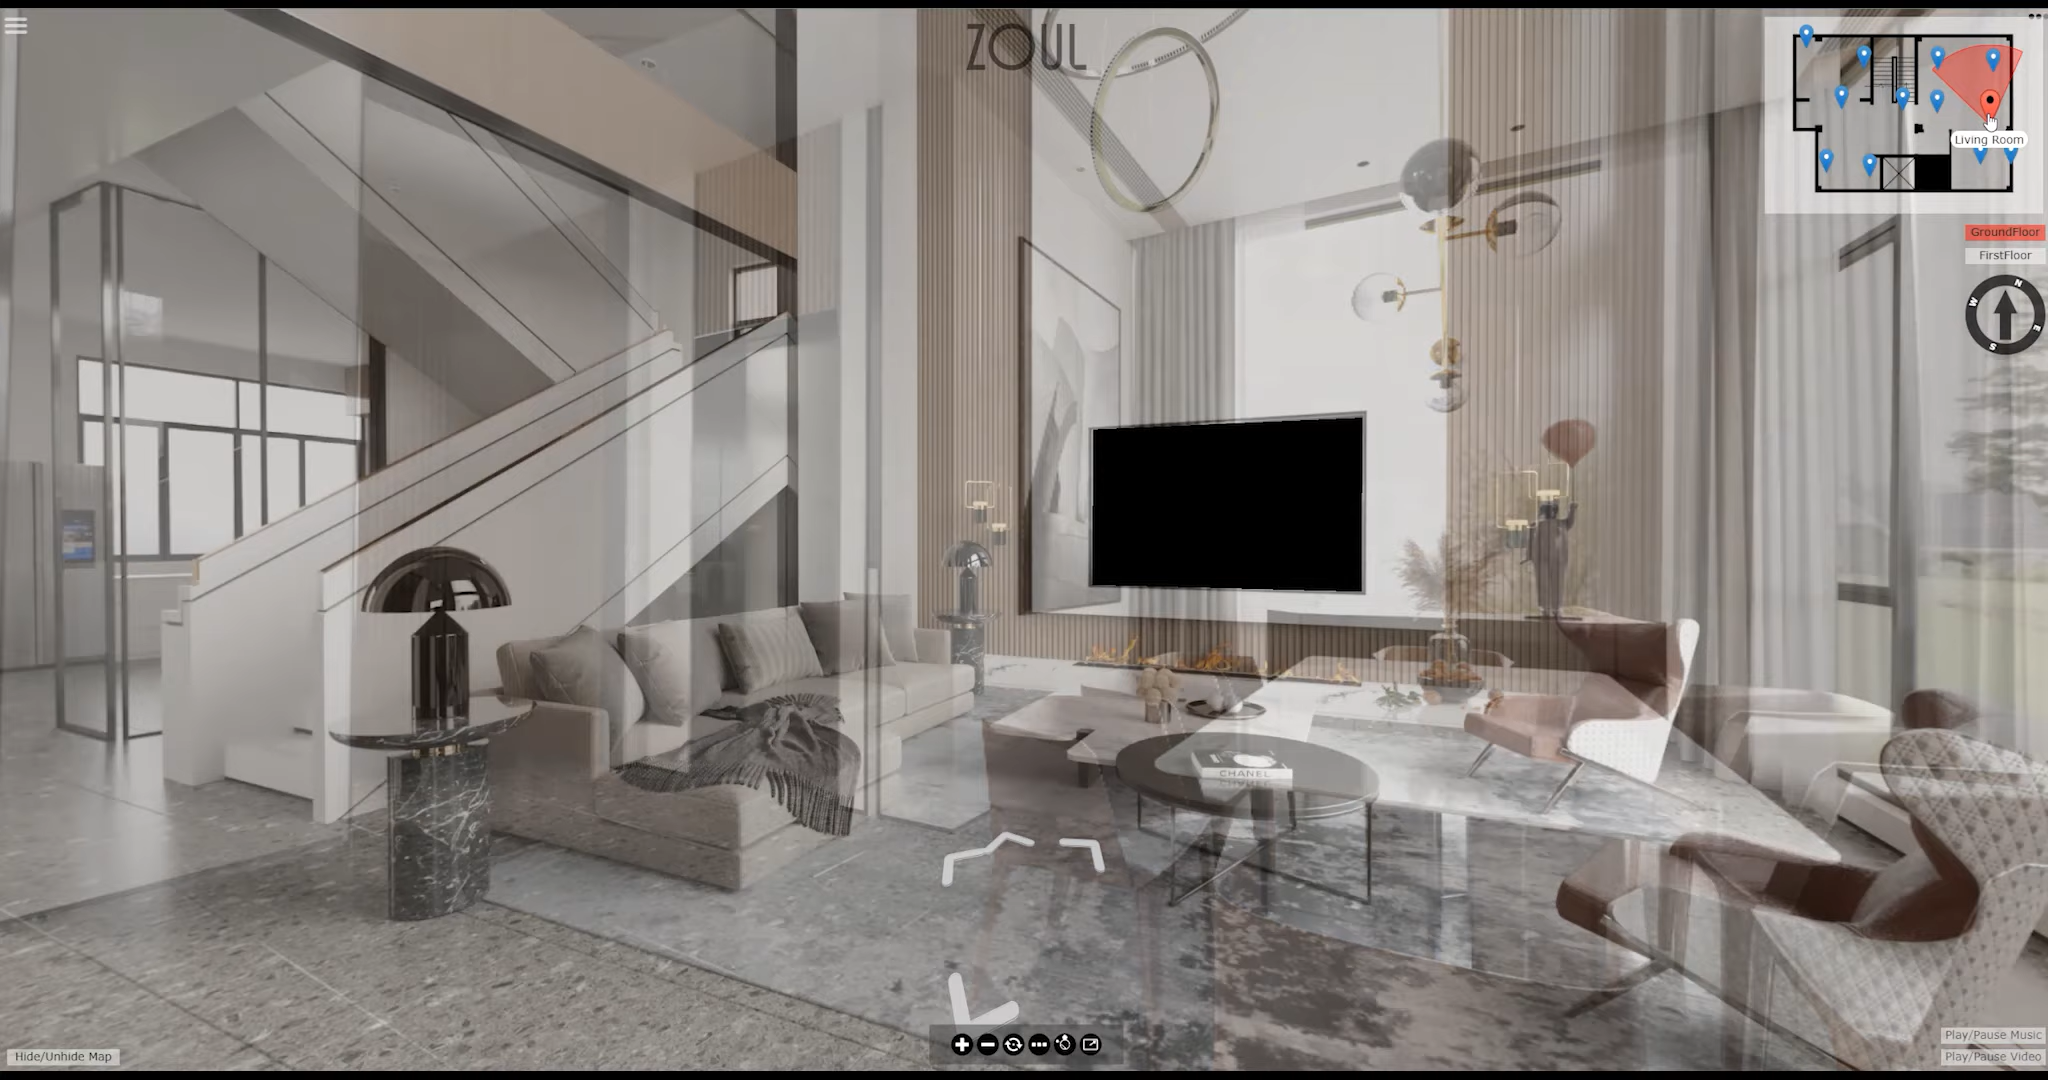 ZOUL
N
W
E
S
Living Room
GroundFloor
FirstFloor
CHANEL
Hide/Unhide Map
Play/Pause Music
Play/Pause Video